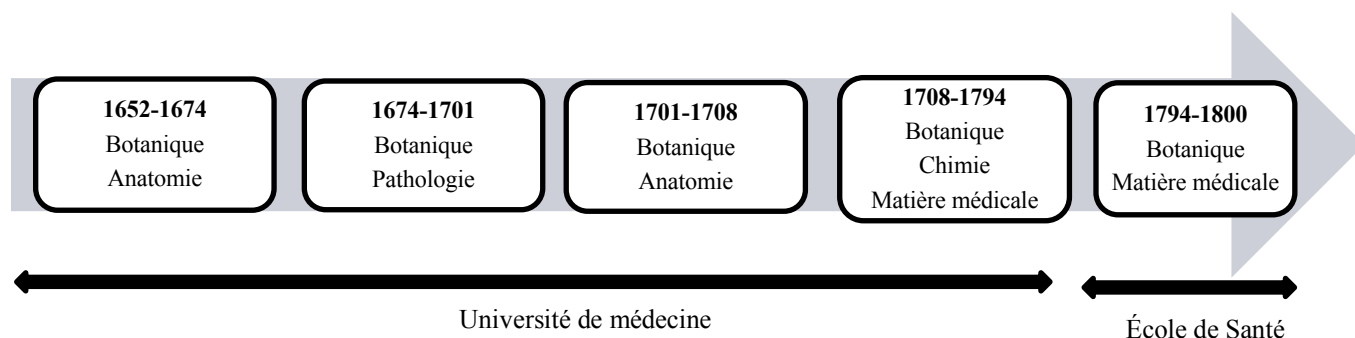 1652-1674
Botanique
Anatomie
1674-1701
Botanique
Pathologie
1701-1708
Botanique
Anatomie
1708-1794
Botanique
Chimie
Matière médicale
1794-1800
Botanique
Matière médicale
Université de médecine
École de Santé